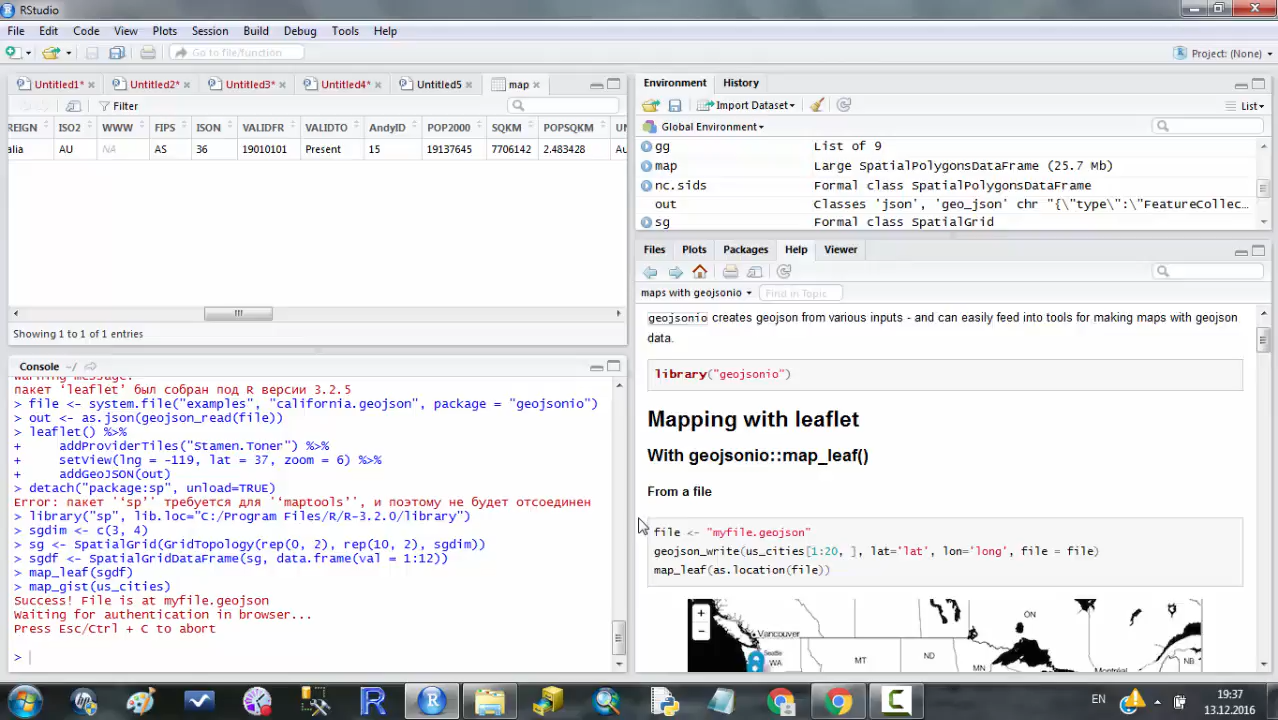 RStudio
File Edit Code View Plots Session Build Debug Tools Help
Go to file/function
Project: (None)
Untitled1* Untitled2* Untitled3* Untitled4* Untitled5 map
Filter
REIGN ISO2 WWW FIPS ISON VALIDFR VALIDTO AndyID POP2000 SQKM POPSQKM UN
alia AU NA AS 36 19010101 Present 15 19137645 7706142 2.483428 Au
Showing 1 to 1 of 1 entries
Console ~/
Warning message:
пакет ‘leaflet’ был собран под R версии 3.2.5
> file <- system.file("examples", "california.geojson", package = "geojsonio")
> out <- as.json(geojson_read(file))
> leaflet() %>%
+     addProviderTiles("Stamen.Toner") %>%
+     setView(lng = -119, lat = 37, zoom = 6) %>%
+     addGeoJSON(out)
> detach("package:sp", unload=TRUE)
Error: пакет ‘‘sp’ требуется для ‘‘maptools’, и поэтому не будет отсоединен
> library("sp", lib.loc="C:/Program Files/R/R-3.2.0/library")
> sgdim <- c(3, 4)
> sg <- SpatialGrid(GridTopology(rep(0, 2), rep(10, 2), sgdim))
> sgdf <- SpatialGridDataFrame(sg, data.frame(val = 1:12))
> map_leaf(sgdf)
> map_gist(us_cities)
Success! File is at myfile.geojson
Waiting for authentication in browser...
Press Esc/Ctrl + C to abort
>
Environment History
Import Dataset List
Global Environment
gg List of 9
map Large SpatialPolygonsDataFrame (25.7 Mb)
nc.sids Formal class SpatialPolygonsDataFrame
out Classes 'json', 'geo_json' chr "{\"type\":\"FeatureCollec…
sg Formal class SpatialGrid
Files Plots Packages Help Viewer
maps with geojsonio Find in Topic
geojsonio creates geojson from various inputs - and can easily feed into tools for making maps with geojson
data.
library("geojsonio")
Mapping with leaflet
With geojsonio::map_leaf()
From a file
file <- "myfile.geojson"
geojson_write(us_cities[1:20, ], lat='lat', lon='long', file = file)
map_leaf(as.location(file))
+
-
Vancouver
Seattle
WA
MT
ND
MN
ON
Montréal
NB
EN
19:37
13.12.2016